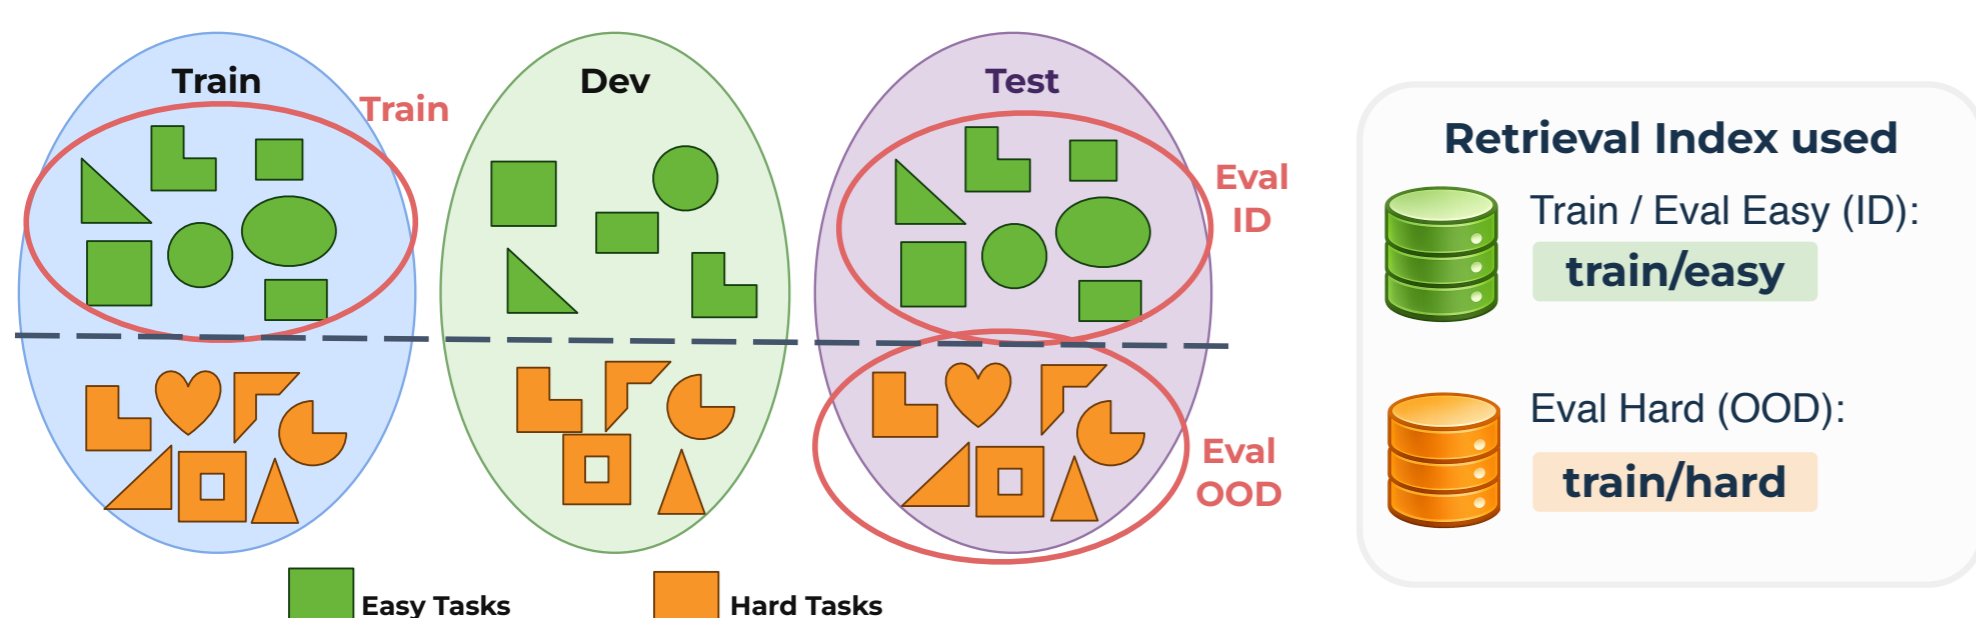 Train
Train
Dev
Test
Eval
ID
Eval
OOD
Easy Tasks
Hard Tasks
Retrieval Index used
Train / Eval Easy (ID):
train/easy
Eval Hard (OOD):
train/hard